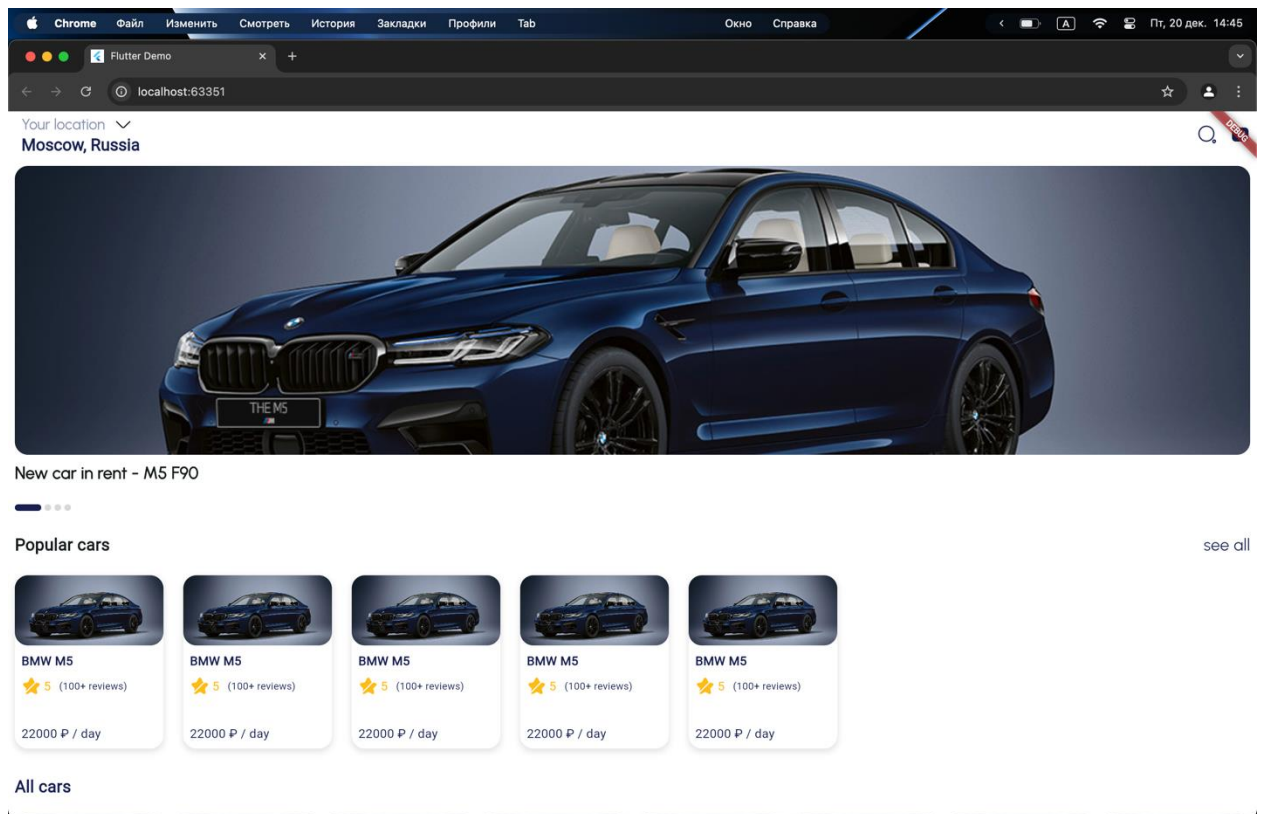 Chrome Файл Изменить Смотреть История Закладки Профили Tab Окно Справка A Пт, 20 дек. 14:45
Flutter Demo
localhost:63351
Your location
Moscow, Russia
DEBUG
THE M5
New car in rent - M5 F90
Popular cars see all
BMW M5 BMW M5 BMW M5 BMW M5 BMW M5
5 (100+ reviews) 5 (100+ reviews) 5 (100+ reviews) 5 (100+ reviews) 5 (100+ reviews)
22000 ₽ / day 22000 ₽ / day 22000 ₽ / day 22000 ₽ / day 22000 ₽ / day
All cars